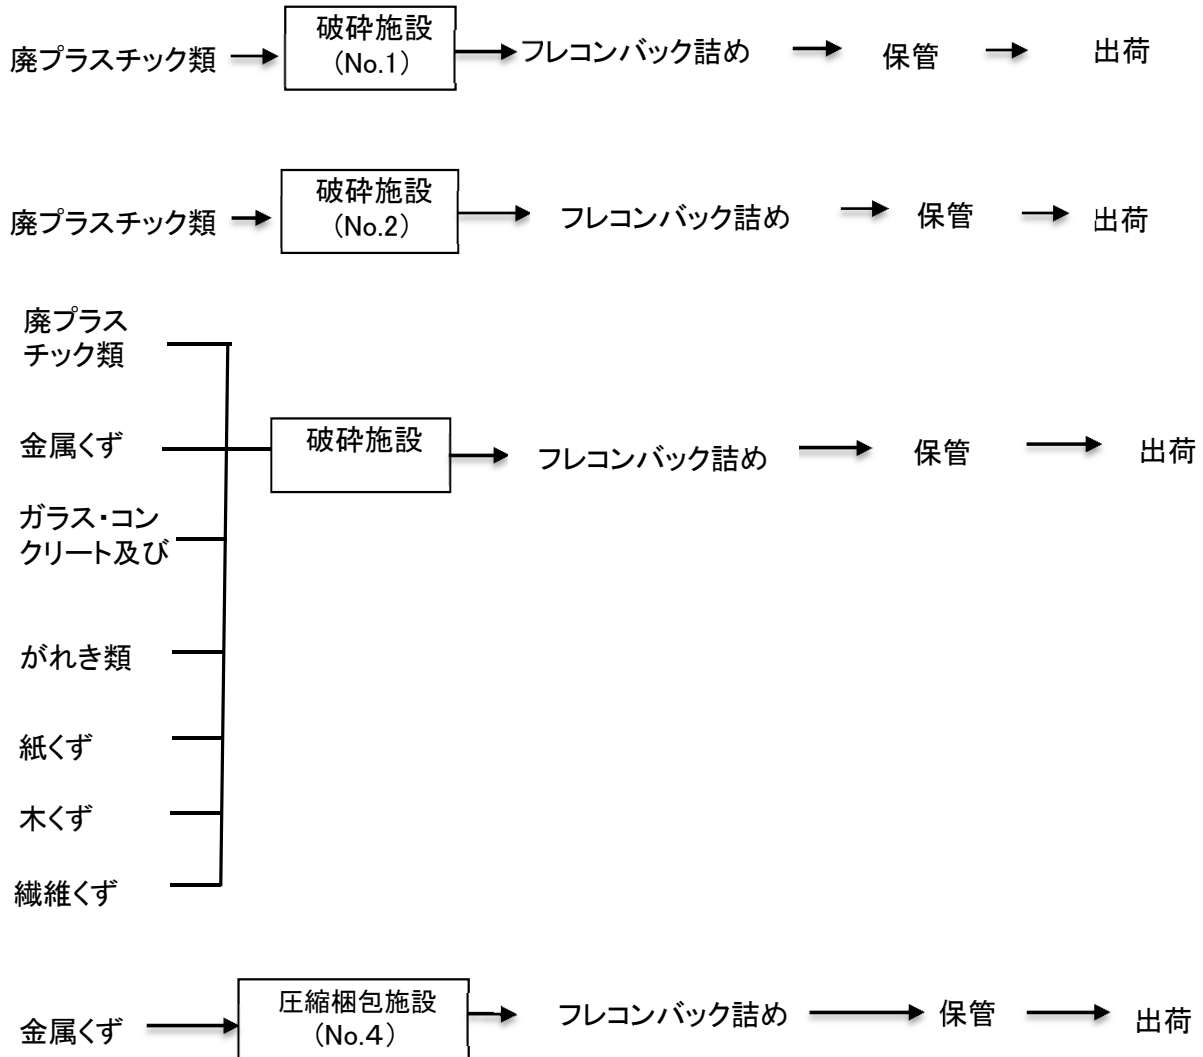 廃プラスチック類
破砕施設
(No.1)
フレコンバック詰め
保管
出荷
廃プラスチック類
破砕施設
(No.2)
フレコンバック詰め
保管
出荷
廃プラス
チック類
金属くず
破砕施設
フレコンバック詰め
保管
出荷
ガラス・コン
クリート及び
がれき類
紙くず
木くず
繊維くず
金属くず
圧縮梱包施設
(No.4)
フレコンバック詰め
保管
出荷